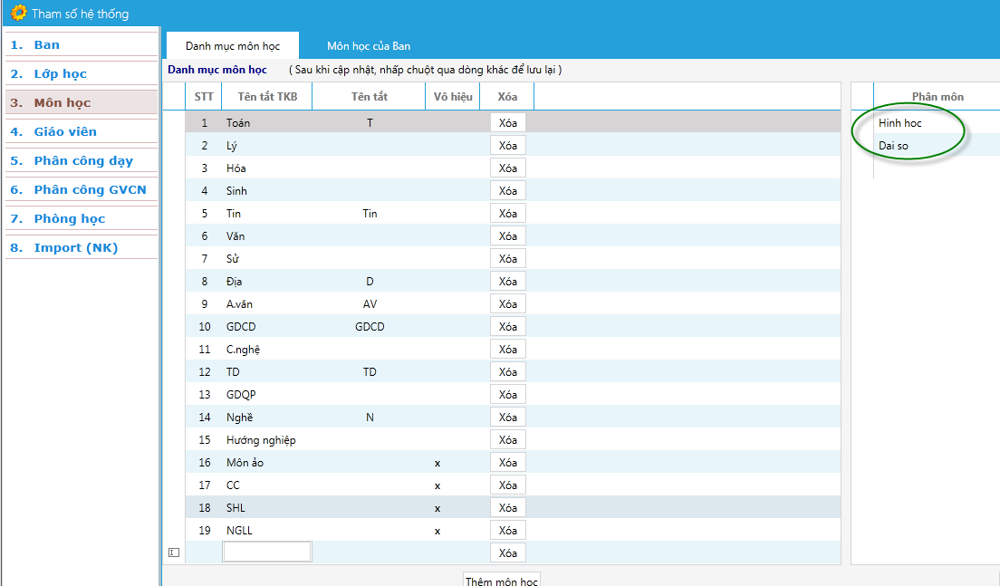 Tham số hệ thống
1. Ban
2. Lớp học
3. Môn học
4. Giáo viên
5. Phân công dạy
6. Phân công GVCN
7. Phòng học
8. Import (NK)
Danh mục môn học Môn học của Ban
Danh mục môn học ( Sau khi cập nhật, nhấp chuột qua dòng khác để lưu lại )
STT Tên tắt TKB Tên tắt Vô hiệu Xóa
1 Toán T Xóa
2 Lý Xóa
3 Hóa Xóa
4 Sinh Xóa
5 Tin Tin Xóa
6 Văn Xóa
7 Sử Xóa
8 Địa D Xóa
9 A.văn AV Xóa
10 GDCD GDCD Xóa
11 C.nghệ Xóa
12 TD TD Xóa
13 GDQP Xóa
14 Nghề N Xóa
15 Hướng nghiệp Xóa
16 Môn ảo x Xóa
17 CC x Xóa
18 SHL x Xóa
19 NGLL x Xóa
Xóa
Thêm môn học
Phân môn
Hinh hoc
Dai so